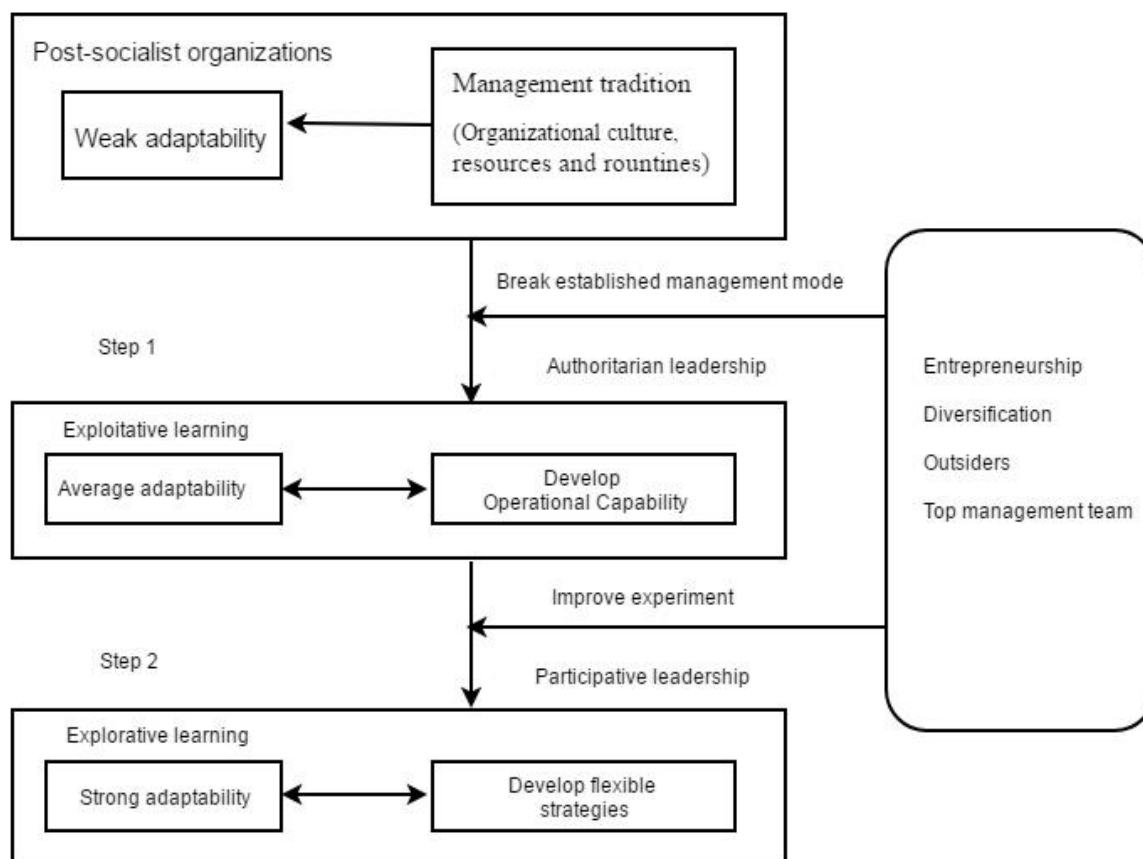 Post-socialist organizations
Weak adaptability
Management tradition
(Organizational culture,
resources and rountines)
Break established management mode
Step 1
Authoritarian leadership
Entrepreneurship
Diversification
Outsiders
Top management team
Exploitative learning
Average adaptability
Develop
Operational Capability
Improve experiment
Step 2
Participative leadership
Explorative learning
Strong adaptability
Develop flexible
strategies